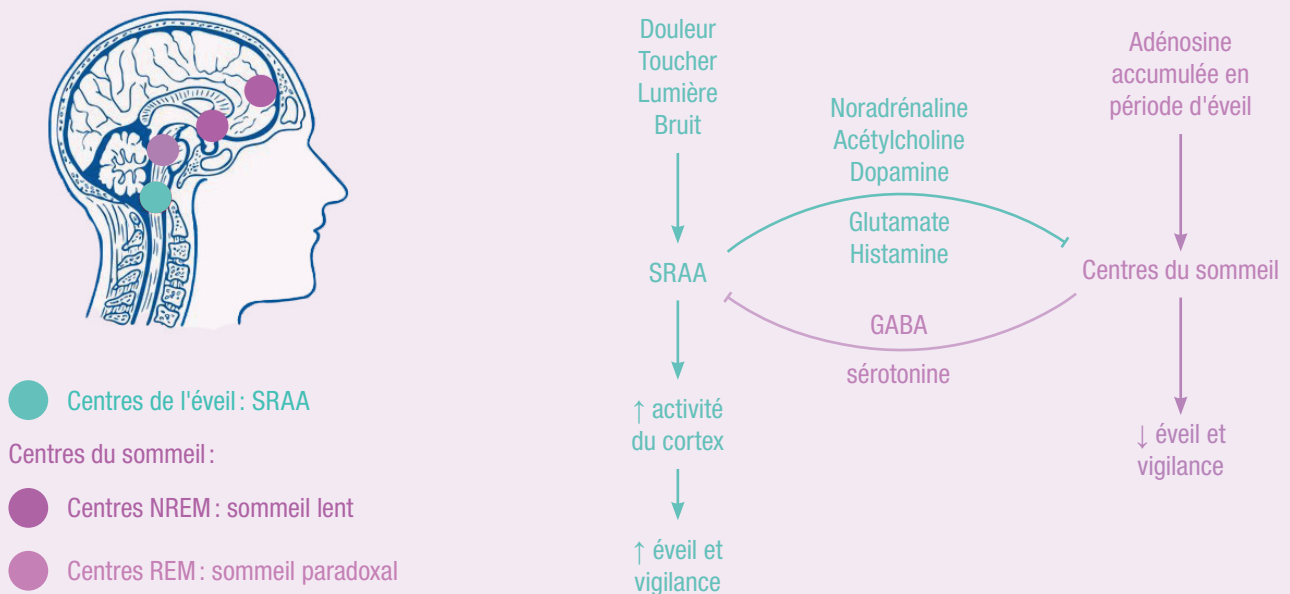 Douleur
Toucher
Lumière
Bruit
Noradrénaline
Acétylcholine
Dopamine
Glutamate
Histamine
Adénosine
accumulée en
période d'éveil
SRAA
Centres du sommeil
GABA
sérotonine
↑ activité
du cortex
↑ éveil et
vigilance
↓ éveil et
vigilance
Centres de l'éveil : SRAA
Centres du sommeil :
Centres NREM : sommeil lent
Centres REM : sommeil paradoxal